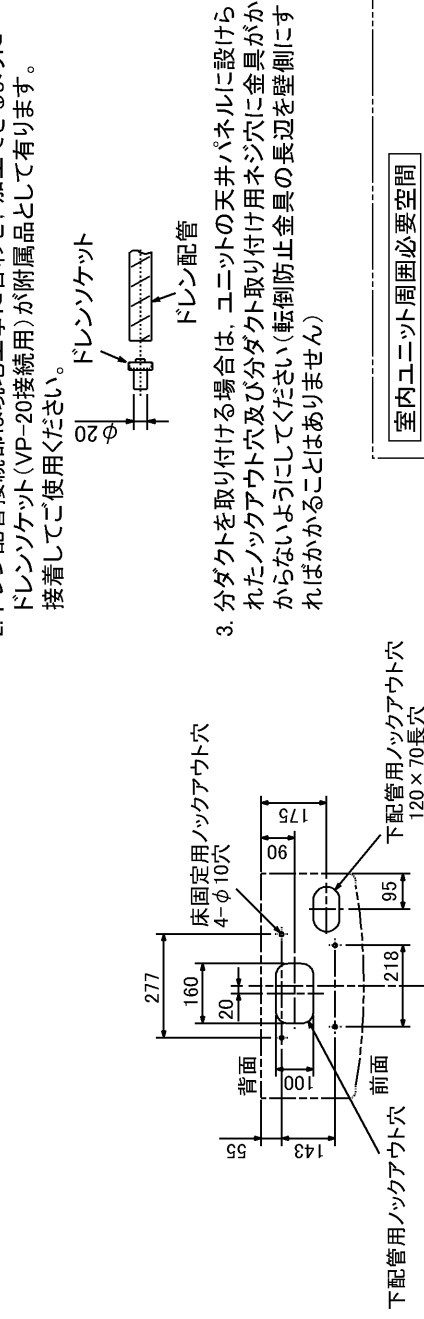 ドレンソケット(VP-20接続用)が附属品として有ります。
接着してご使用ください。
ドレンソケット
φ20
ドレン配管
3. 分ダクトを取り付ける場合は、ユニットの天井パネルに設けら
れたノックアウト穴及び分ダクト取り付け用ネジ穴に金具がか
からないようにしてください(転倒防止金具の長辺を壁側にす
ればかかることはありません)
室内ユニット周囲必要空間
277
160
20
床固定用ノックアウト穴
4-φ10穴
90
175
背面
55
100
143
前面
218
95
下配管用ノックアウト穴
120×70長穴
下配管用ノックアウト穴